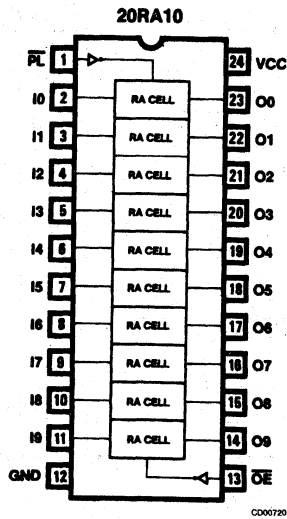 20RA10
PL 1 24 VCC
I0 2 RA CELL 23 O0
I1 3 RA CELL 22 O1
I2 4 RA CELL 21 O2
I3 5 RA CELL 20 O3
I4 6 RA CELL 19 O4
I5 7 RA CELL 18 O5
I6 8 RA CELL 17 O6
I7 9 RA CELL 16 O7
I8 10 RA CELL 15 O8
I9 11 RA CELL 14 O9
GND 12 13 OE
CD00720